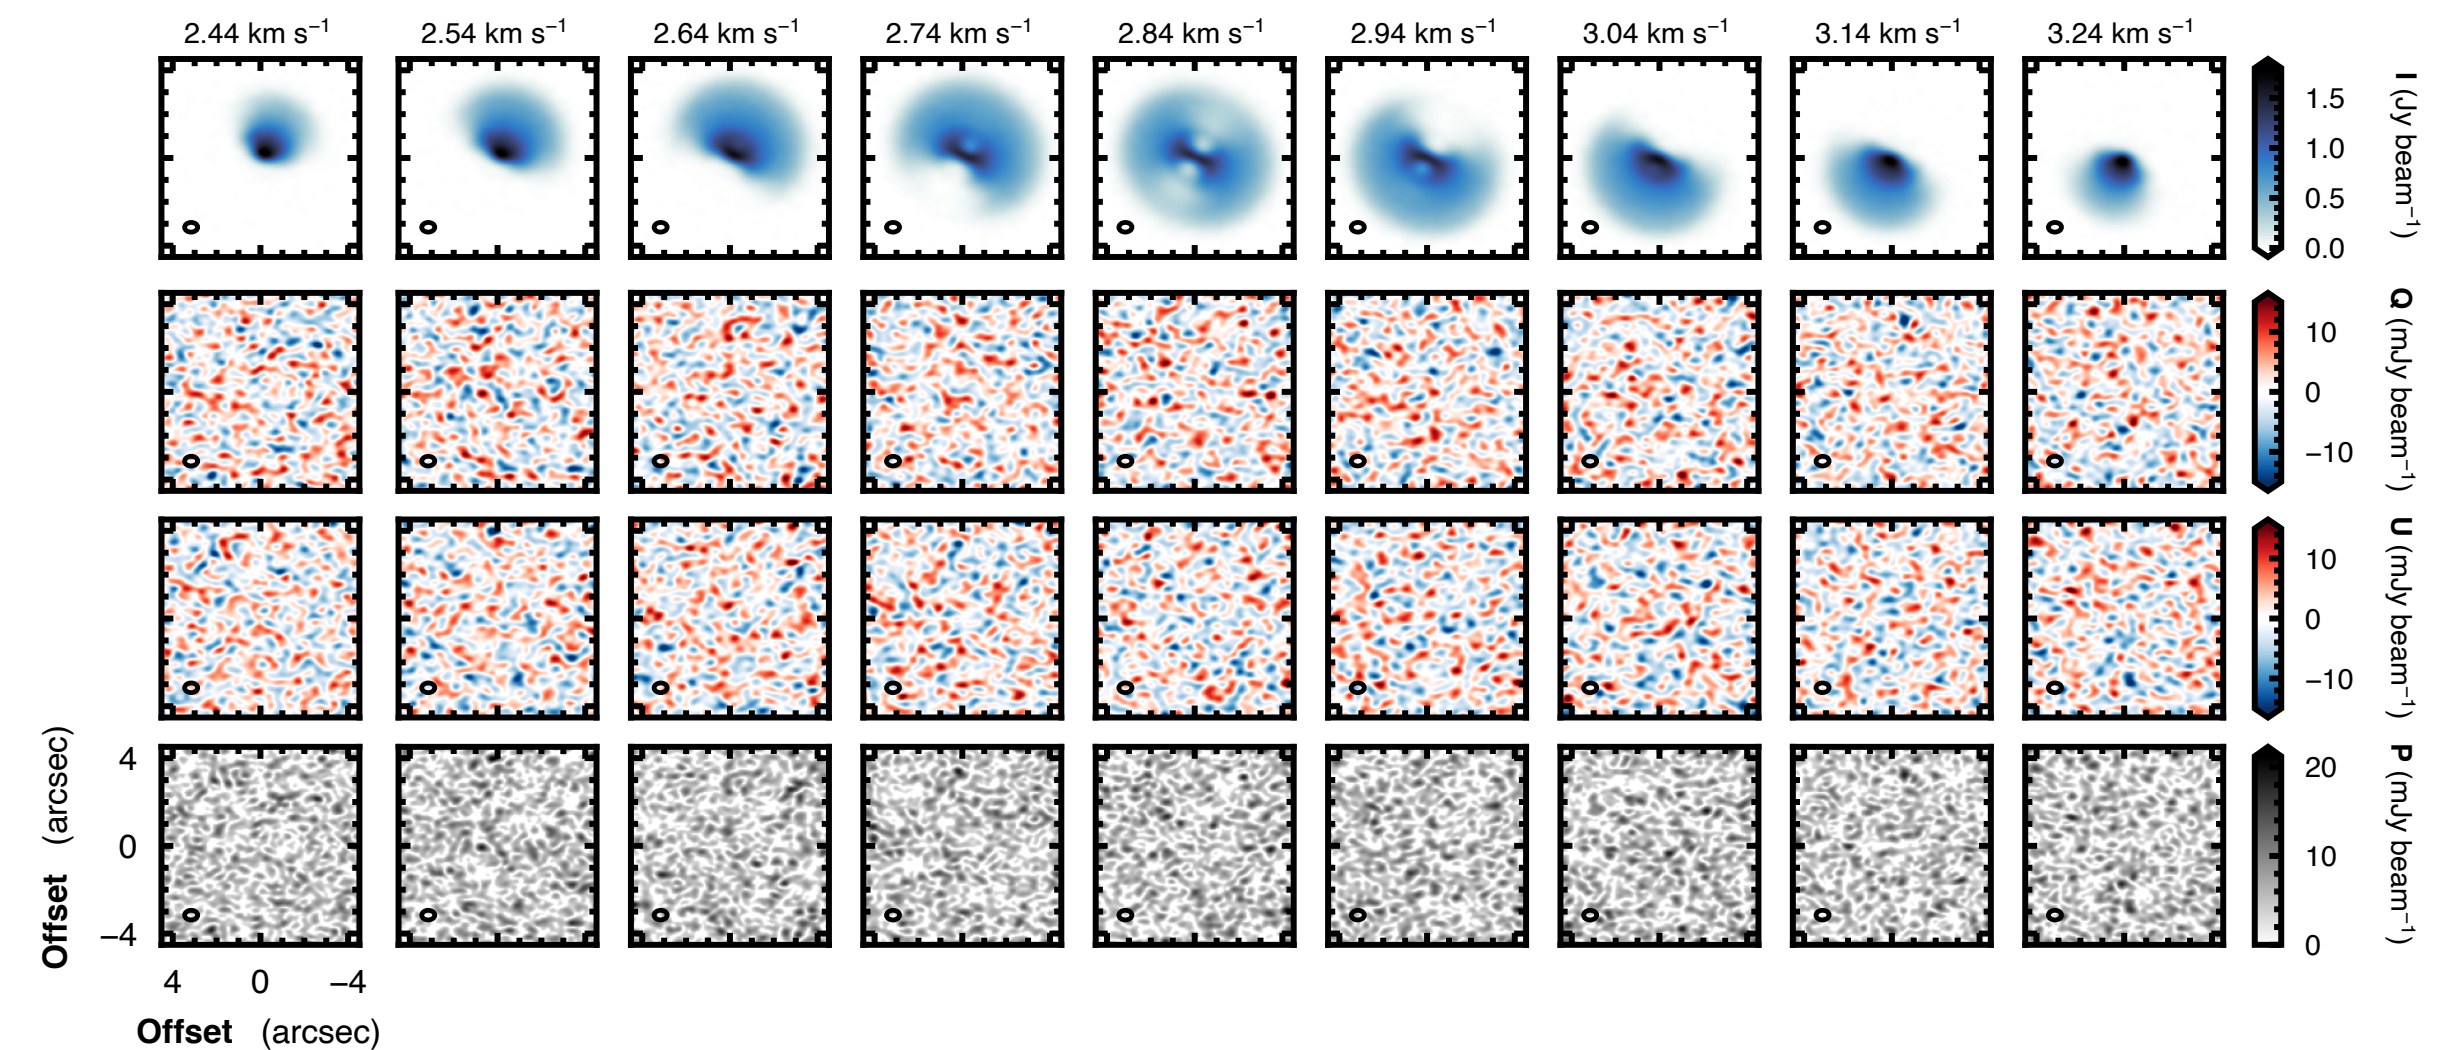 2.44 km s⁻¹ 2.54 km s⁻¹ 2.64 km s⁻¹ 2.74 km s⁻¹ 2.84 km s⁻¹ 2.94 km s⁻¹ 3.04 km s⁻¹ 3.14 km s⁻¹ 3.24 km s⁻¹
1.5
1.0
0.5
0.0
I (Jy beam⁻¹)
10
0
−10
Q (mJy beam⁻¹)
10
0
−10
U (mJy beam⁻¹)
20
10
0
P (mJy beam⁻¹)
4
0
−4
Offset (arcsec)
4 0 −4
Offset (arcsec)